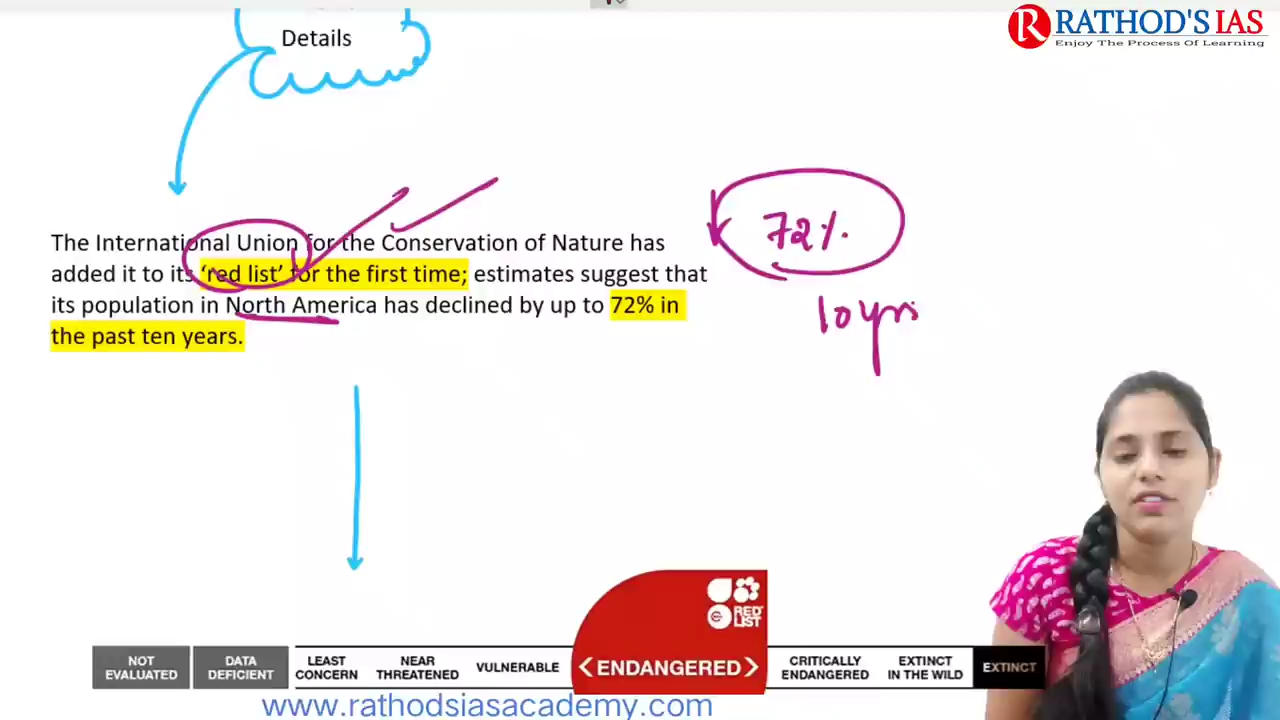 RATHOD'S IAS
Enjoy The Process Of Learning
Details
The International Union for the Conservation of Nature has
added it to its ‘red list’ for the first time; estimates suggest that
its population in North America has declined by up to 72% in
the past ten years.
72%.
10 yrs
RED
LIST
NOT
EVALUATED
DATA
DEFICIENT
LEAST
CONCERN
NEAR
THREATENED
VULNERABLE
<ENDANGERED>
CRITICALLY
ENDANGERED
EXTINCT
IN THE WILD
EXTINCT
www.rathodsiasacademy.com